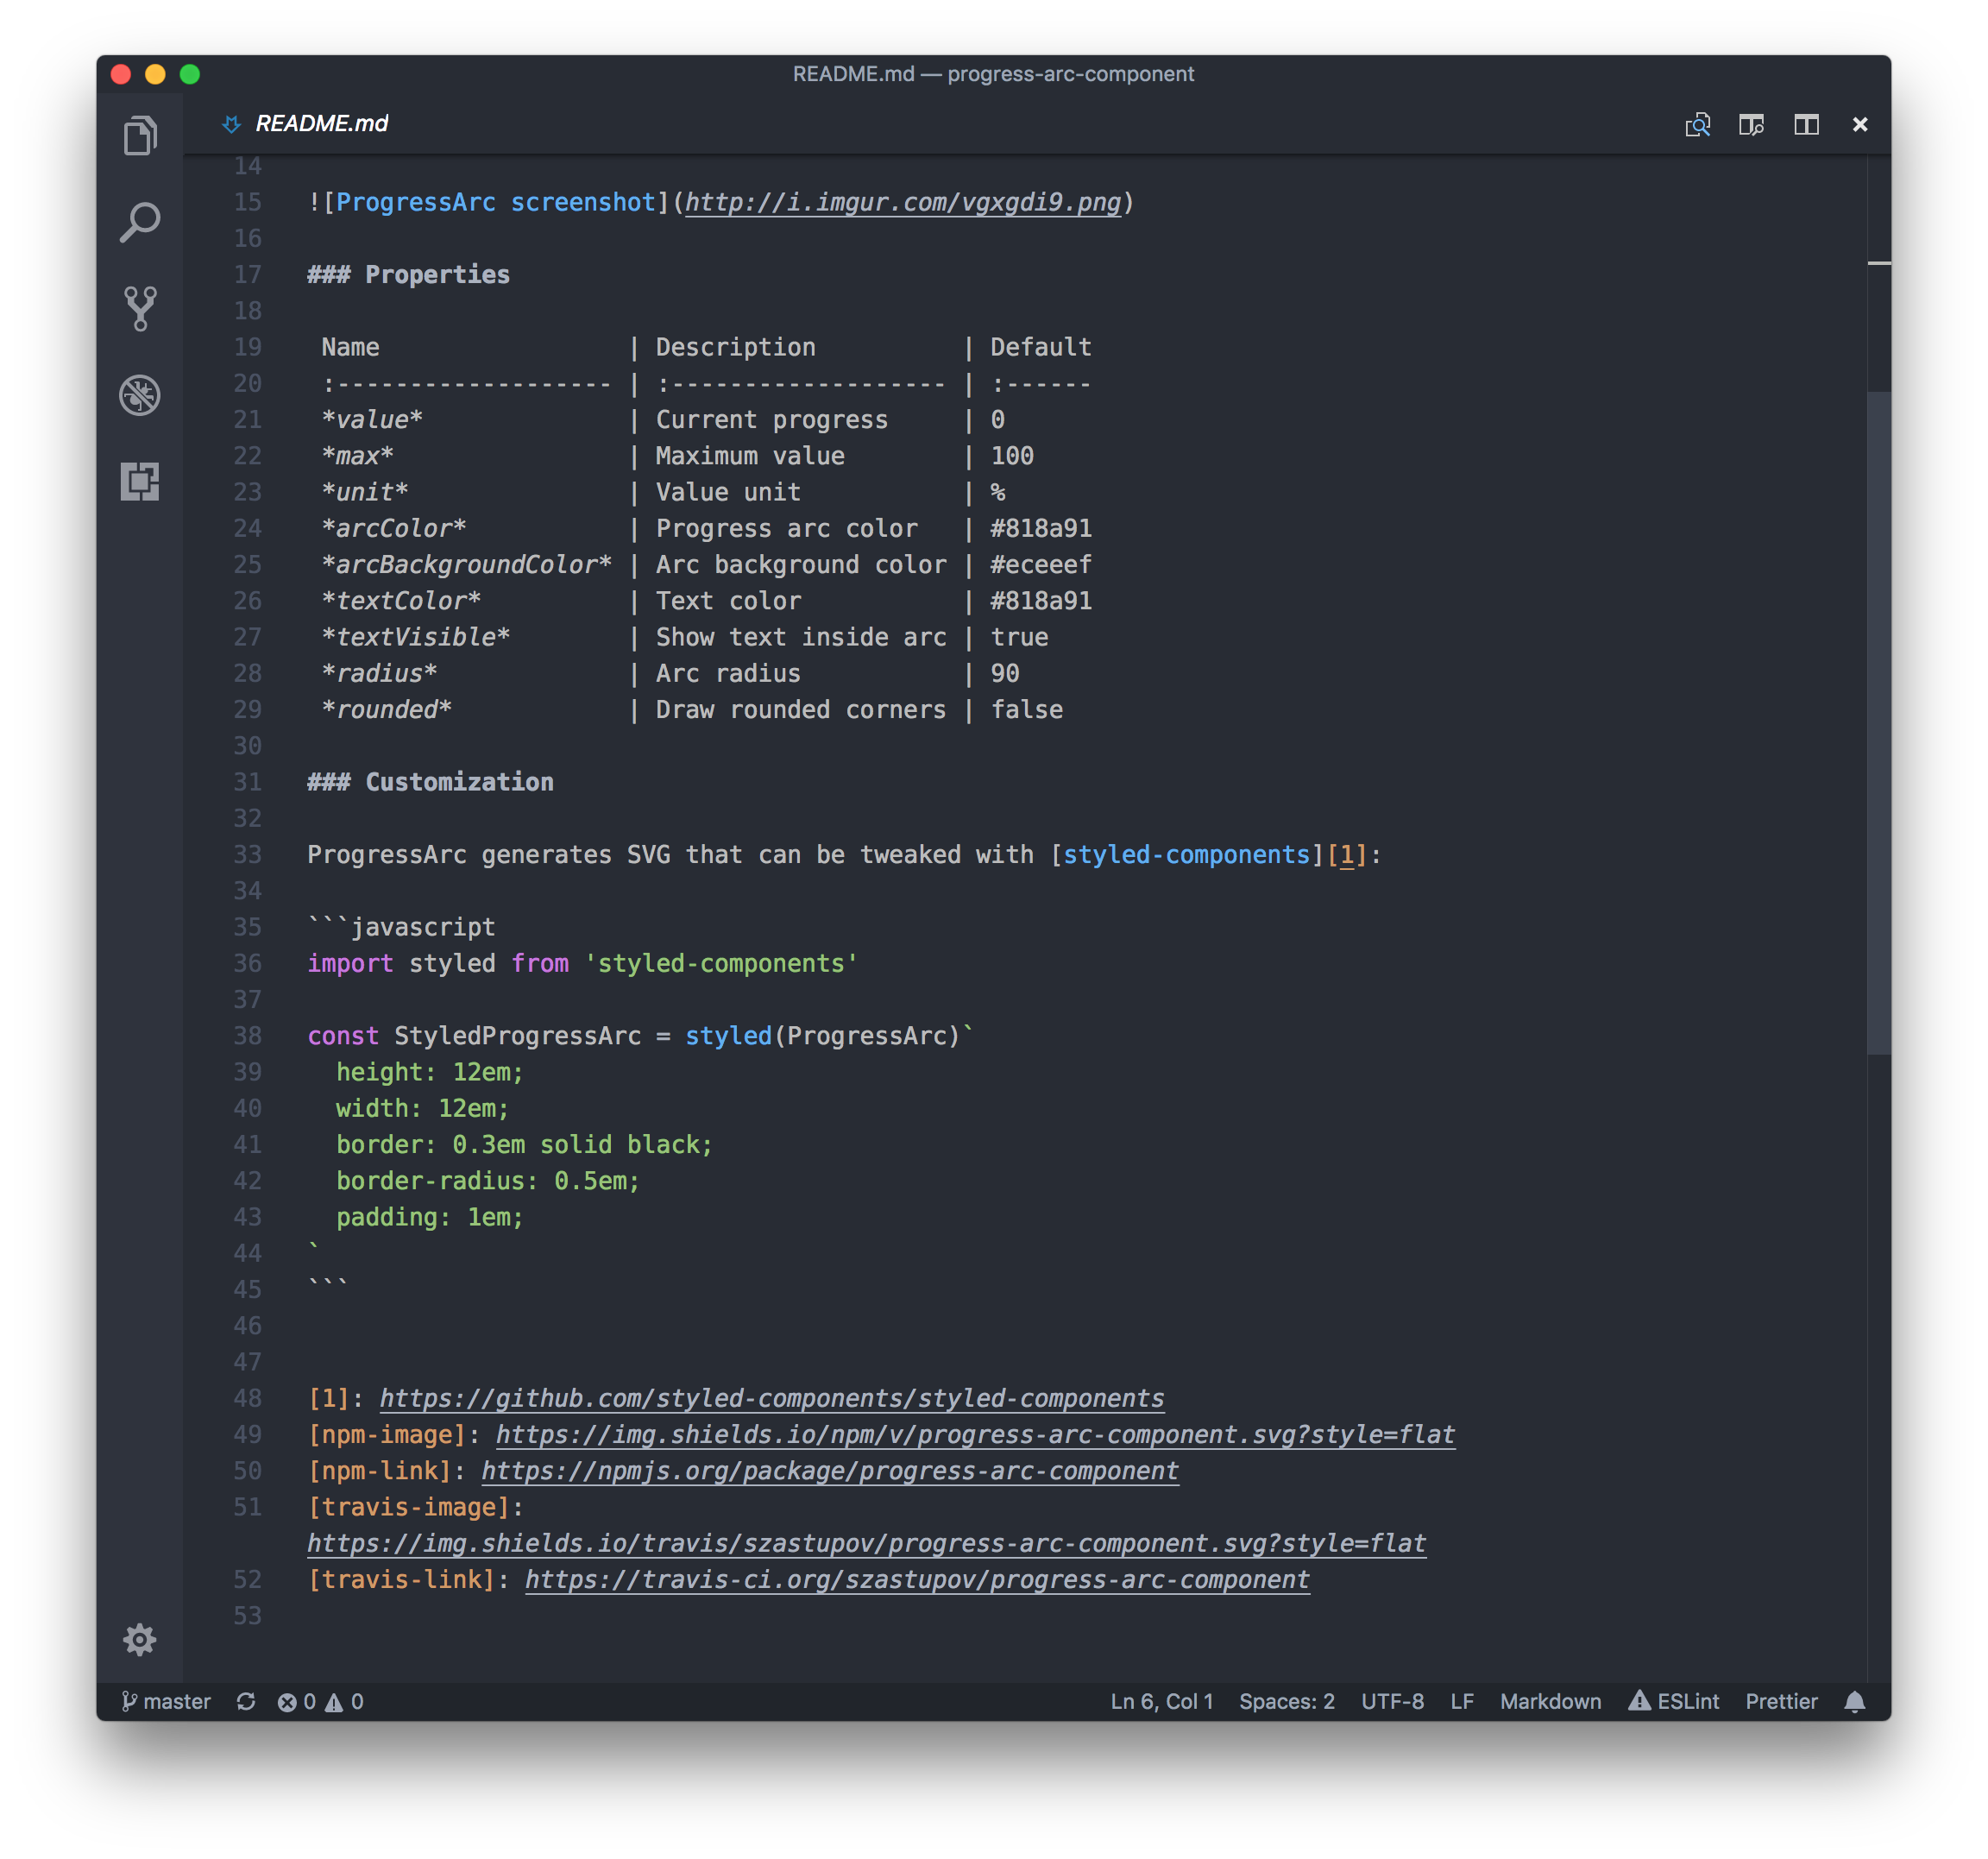 README.md — progress-arc-component
README.md
14
15 ![ProgressArc screenshot](http://i.imgur.com/vgxgdi9.png)
16
17 ### Properties
18
19  Name                 | Description          | Default
20  :------------------- | :------------------- | :------
21  *value*              | Current progress     | 0
22  *max*                | Maximum value        | 100
23  *unit*               | Value unit           | %
24  *arcColor*           | Progress arc color   | #818a91
25  *arcBackgroundColor* | Arc background color | #eceeef
26  *textColor*          | Text color           | #818a91
27  *textVisible*        | Show text inside arc | true
28  *radius*             | Arc radius           | 90
29  *rounded*            | Draw rounded corners | false
30
31 ### Customization
32
33 ProgressArc generates SVG that can be tweaked with [styled-components][1]:
34
35 ```javascript
36 import styled from 'styled-components'
37
38 const StyledProgressArc = styled(ProgressArc)`
39   height: 12em;
40   width: 12em;
41   border: 0.3em solid black;
42   border-radius: 0.5em;
43   padding: 1em;
44 `
45 ```
46
47
48 [1]: https://github.com/styled-components/styled-components
49 [npm-image]: https://img.shields.io/npm/v/progress-arc-component.svg?style=flat
50 [npm-link]: https://npmjs.org/package/progress-arc-component
51 [travis-image]:
https://img.shields.io/travis/szastupov/progress-arc-component.svg?style=flat
52 [travis-link]: https://travis-ci.org/szastupov/progress-arc-component
53
master 0 0 Ln 6, Col 1 Spaces: 2 UTF-8 LF Markdown ESLint Prettier